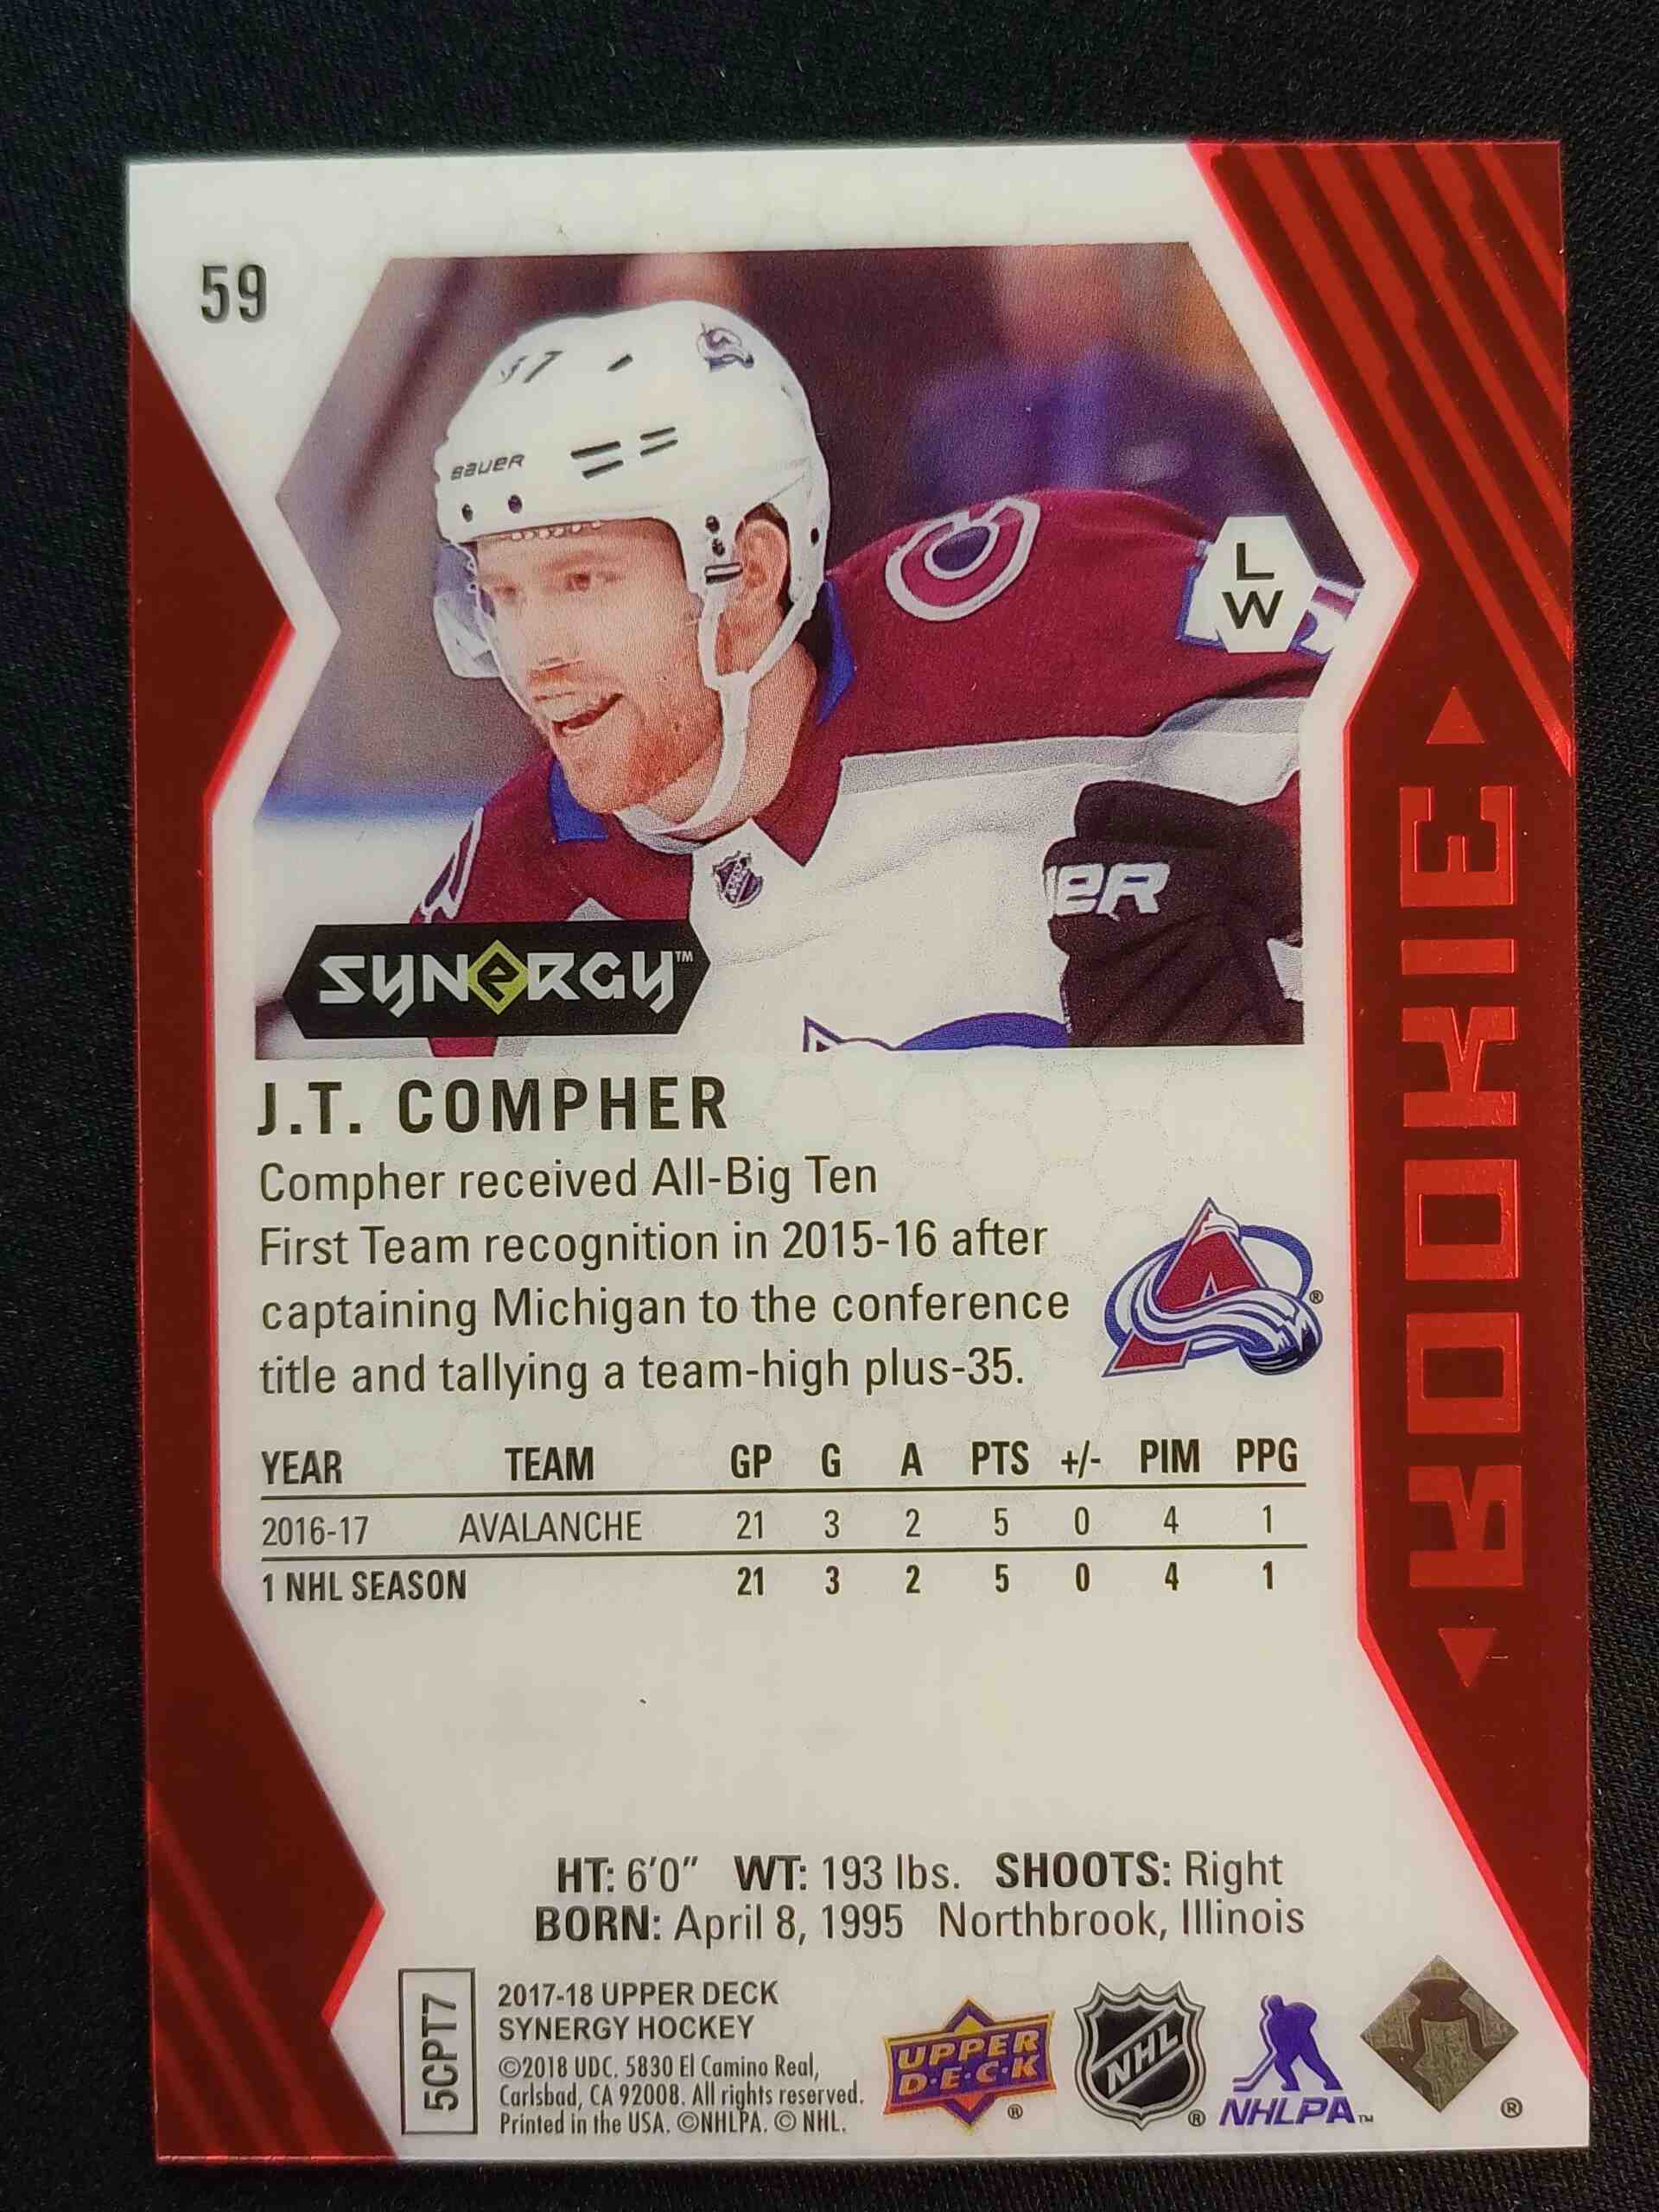 59
37
BAUER
L
W
ER
SYNERGY™
J.T. COMPHER
Compher received All-Big Ten
First Team recognition in 2015-16 after
captaining Michigan to the conference
title and tallying a team-high plus-35.
®
YEAR TEAM GP G A PTS +/- PIM PPG
2016-17 AVALANCHE 21 3 2 5 0 4 1
1 NHL SEASON 21 3 2 5 0 4 1
HT: 6'0" WT: 193 lbs. SHOOTS: Right
BORN: April 8, 1995 Northbrook, Illinois
ROOKIE
5CPT7
2017-18 UPPER DECK
SYNERGY HOCKEY
©2018 UDC. 5830 El Camino Real,
Carlsbad, CA 92008. All rights reserved.
Printed in the USA. ©NHLPA. © NHL.
UPPER
D·E·C·K
®
NHL
®
NHLPA™
®